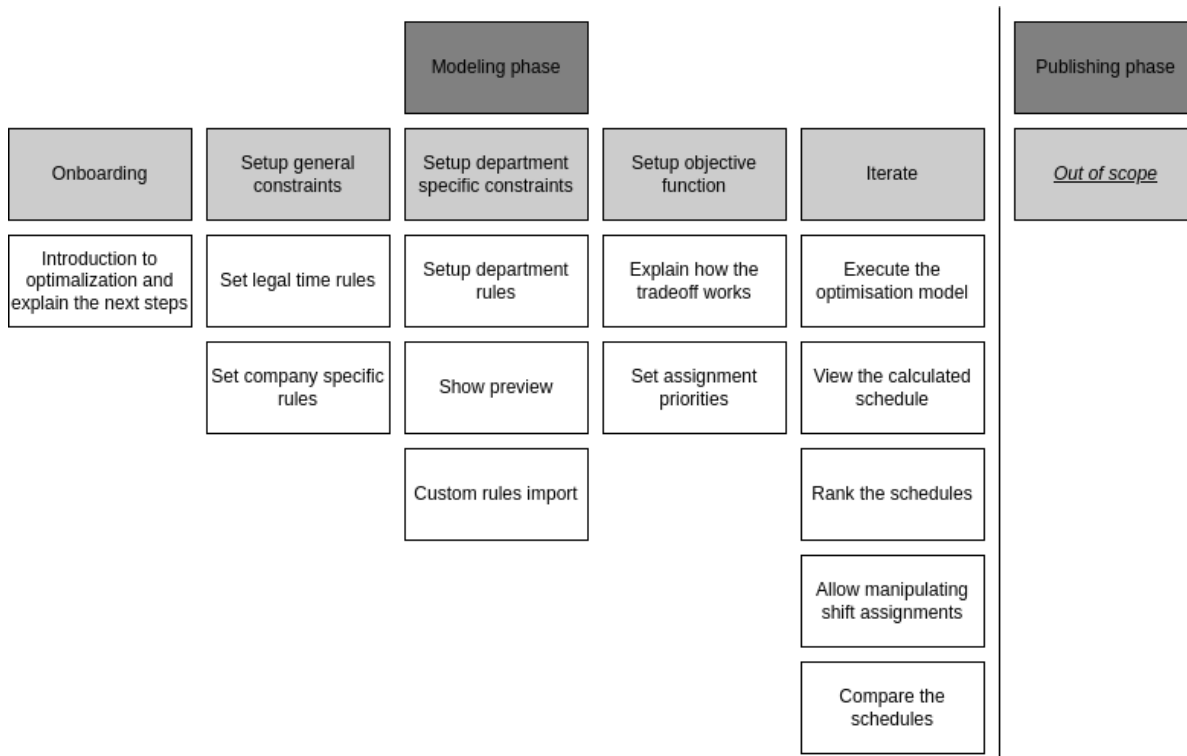 Modeling phase
Publishing phase
Onboarding
Setup general
constraints
Setup department
specific constraints
Setup objective
function
Iterate
Out of scope
Introduction to
optimalization and
explain the next steps
Set legal time rules
Setup department
rules
Explain how the
tradeoff works
Execute the
optimisation model
Set company specific
rules
Show preview
Set assignment
priorities
View the calculated
schedule
Custom rules import
Rank the schedules
Allow manipulating
shift assignments
Compare the
schedules